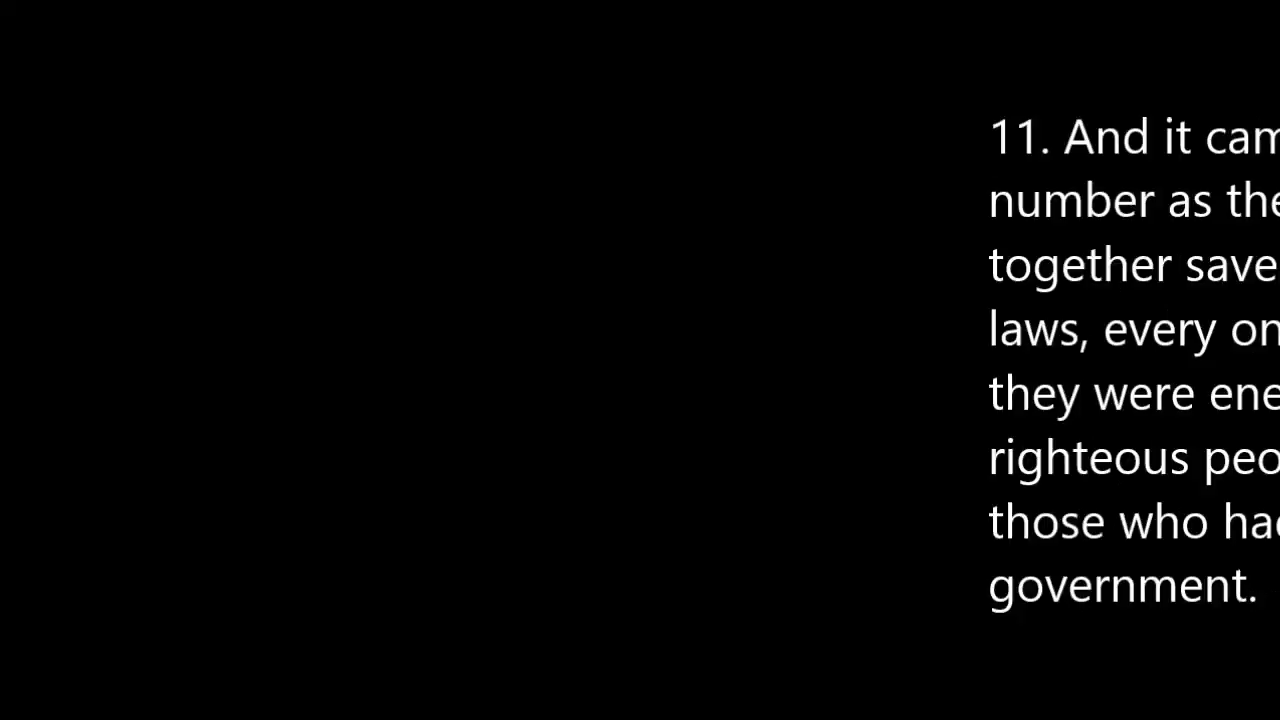 11. And it cam
number as the
together save
laws, every on
they were ene
righteous peo
those who had
government.